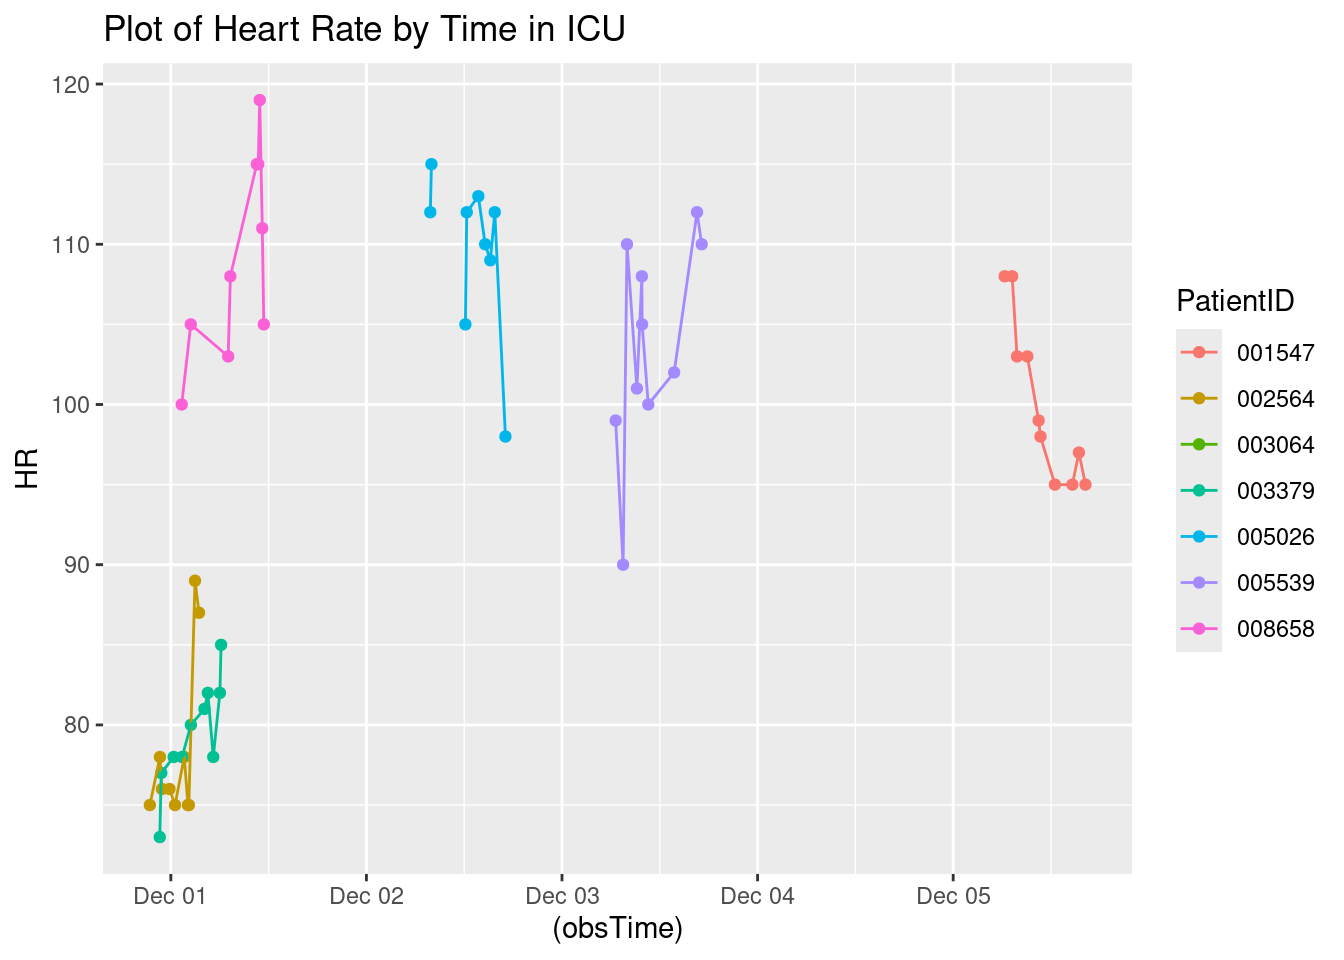 Plot of Heart Rate by Time in ICU
120
110
100
90
80
HR
Dec 01
Dec 02
Dec 03
Dec 04
Dec 05
(obsTime)
PatientID
001547
002564
003064
003379
005026
005539
008658